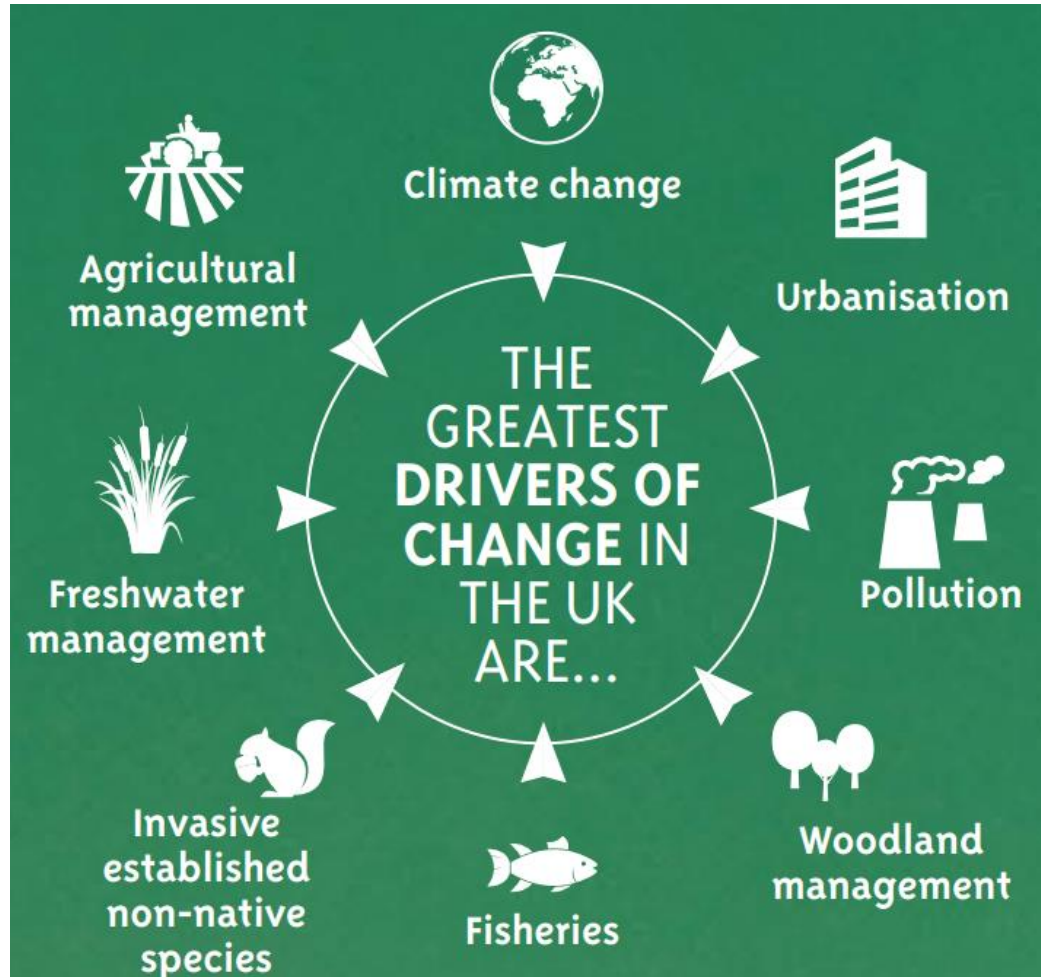 Climate change
Agricultural
management
Urbanisation
THE
GREATEST
DRIVERS OF
CHANGE IN
THE UK
ARE...
Freshwater
management
Pollution
Invasive
established
non-native
species
Fisheries
Woodland
management